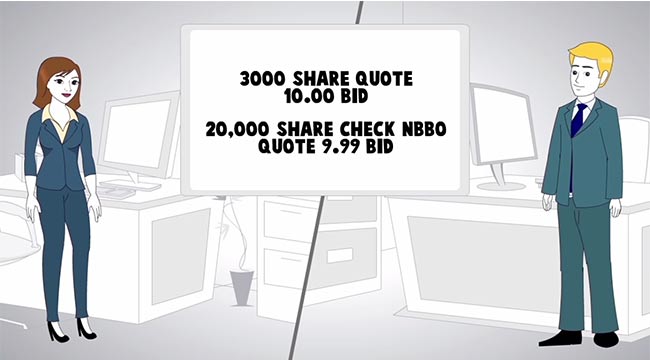 3000 SHARE QUOTE
10.00 BID
20,000 SHARE CHECK NBBO
QUOTE 9.99 BID